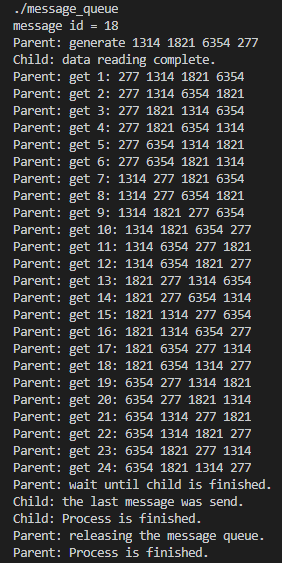 ./message_queue
message id = 18
Parent: generate 1314 1821 6354 277
Child: data reading complete.
Parent: get 1: 277 1314 1821 6354
Parent: get 2: 277 1314 6354 1821
Parent: get 3: 277 1821 1314 6354
Parent: get 4: 277 1821 6354 1314
Parent: get 5: 277 6354 1314 1821
Parent: get 6: 277 6354 1821 1314
Parent: get 7: 1314 277 1821 6354
Parent: get 8: 1314 277 6354 1821
Parent: get 9: 1314 1821 277 6354
Parent: get 10: 1314 1821 6354 277
Parent: get 11: 1314 6354 277 1821
Parent: get 12: 1314 6354 1821 277
Parent: get 13: 1821 277 1314 6354
Parent: get 14: 1821 277 6354 1314
Parent: get 15: 1821 1314 277 6354
Parent: get 16: 1821 1314 6354 277
Parent: get 17: 1821 6354 277 1314
Parent: get 18: 1821 6354 1314 277
Parent: get 19: 6354 277 1314 1821
Parent: get 20: 6354 277 1821 1314
Parent: get 21: 6354 1314 277 1821
Parent: get 22: 6354 1314 1821 277
Parent: get 23: 6354 1821 277 1314
Parent: get 24: 6354 1821 1314 277
Parent: wait until child is finished.
Child: the last message was send.
Child: Process is finished.
Parent: releasing the message queue.
Parent: Process is finished.